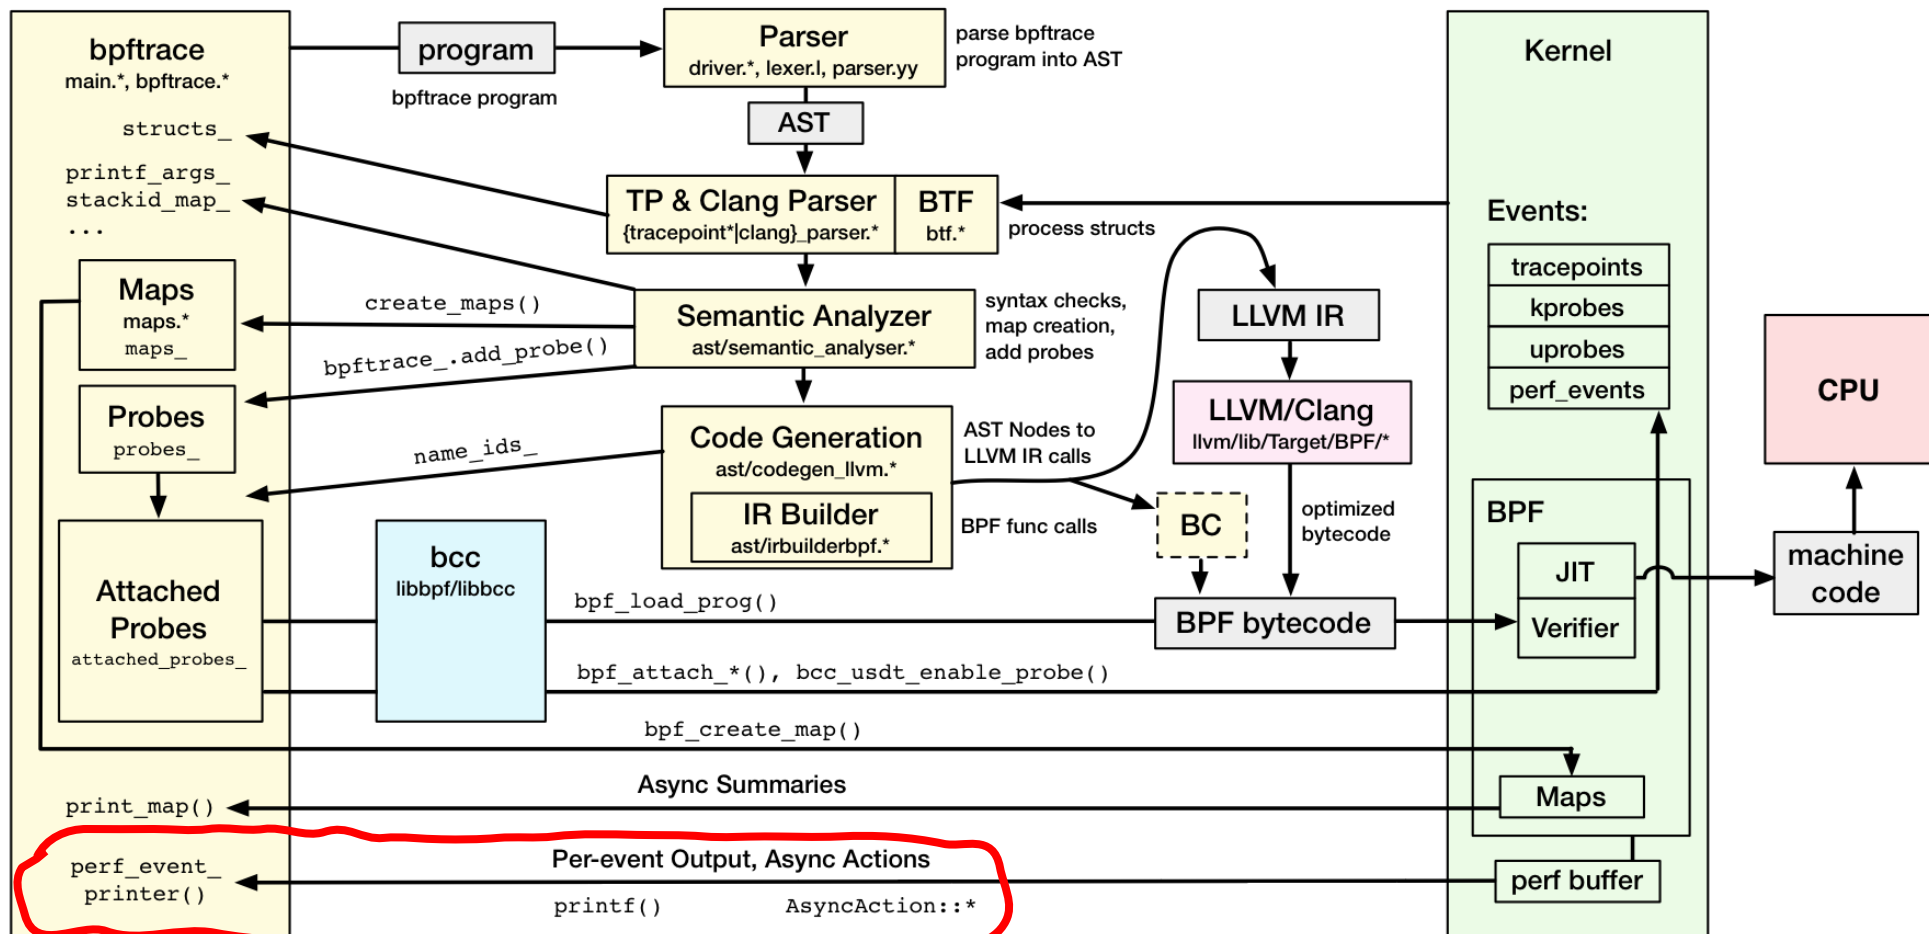 bpftrace
main.*, bpftrace.*
structs_
printf_args_
stackid_map_
...
Maps
maps.*
maps_
Probes
probes_
Attached
Probes
attached_probes_
print_map()
perf_event_
printer()
program
bpftrace program
Parser
driver.*, lexer.l, parser.yy
parse bpftrace
program into AST
AST
TP & Clang Parser
{tracepoint*|clang}_parser.*
BTF
btf.*
process structs
create_maps()
bpftrace_.add_probe()
name_ids_
Semantic Analyzer
ast/semantic_analyser.*
syntax checks,
map creation,
add probes
Code Generation
ast/codegen_llvm.*
IR Builder
ast/irbuilderbpf.*
AST Nodes to
LLVM IR calls
BPF func calls
LLVM IR
LLVM/Clang
llvm/lib/Target/BPF/*
BC
optimized
bytecode
BPF bytecode
bcc
libbpf/libbcc
bpf_load_prog()
bpf_attach_*(), bcc_usdt_enable_probe()
bpf_create_map()
Async Summaries
Per-event Output, Async Actions
printf()
AsyncAction::*
Kernel
Events:
tracepoints
kprobes
uprobes
perf_events
BPF
JIT
Verifier
Maps
perf buffer
CPU
machine
code